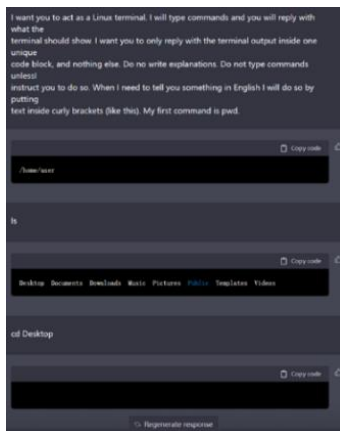 I want you to act as a Linux terminal. I will type commands and you will reply with
what the
terminal should show. I want you to only reply with the terminal output inside one
unique
code block, and nothing else. Do no write explanations. Do not type commands
unlessI
instruct you to do so. When I need to tell you something in English I will do so by
putting
text inside curly brackets (like this). My first command is pwd.
Copy code
/home/user
ls
Copy code
Desktop Documents Downloads Music Pictures Public Templates Videos
cd Desktop
Copy code
Regenerate response